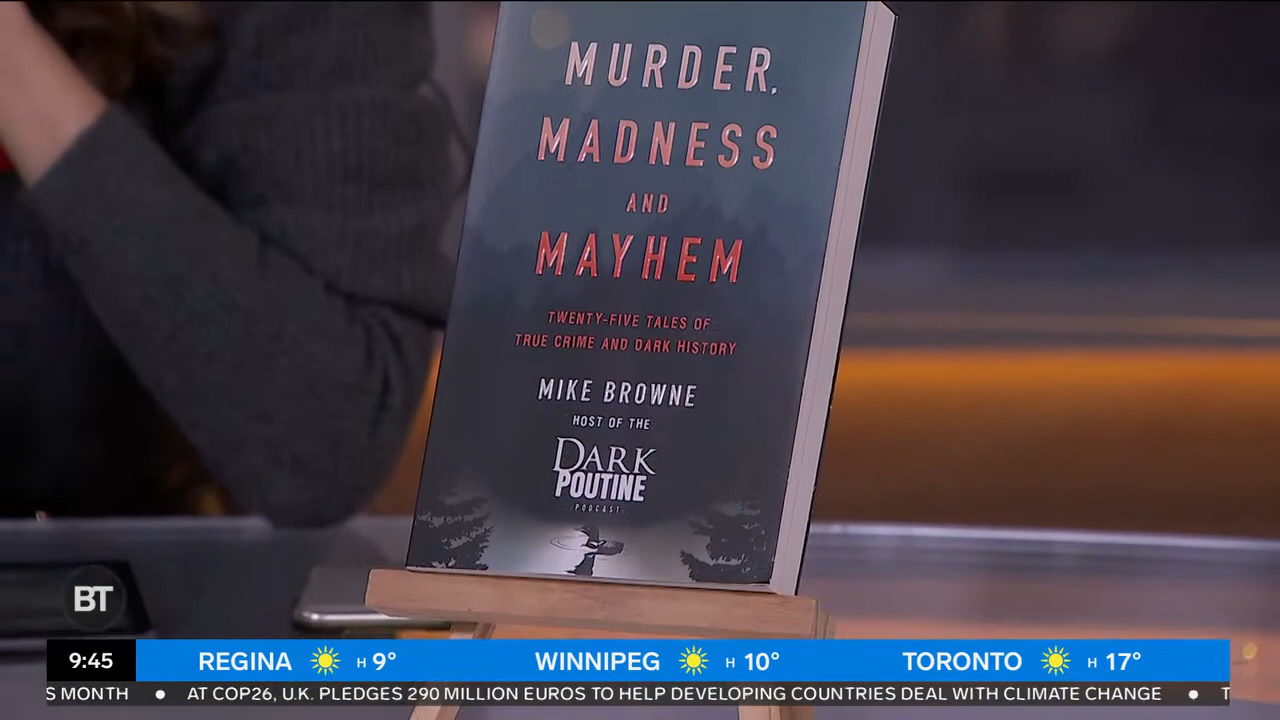 MURDER,
MADNESS
AND
MAYHEM
TWENTY-FIVE TALES OF
TRUE CRIME AND DARK HISTORY
MIKE BROWNE
HOST OF THE
DARK
POUTINE
PODCAST
BT
9:45 REGINA H 9° WINNIPEG H 10° TORONTO H 17°
S MONTH • AT COP26, U.K. PLEDGES 290 MILLION EUROS TO HELP DEVELOPING COUNTRIES DEAL WITH CLIMATE CHANGE • T